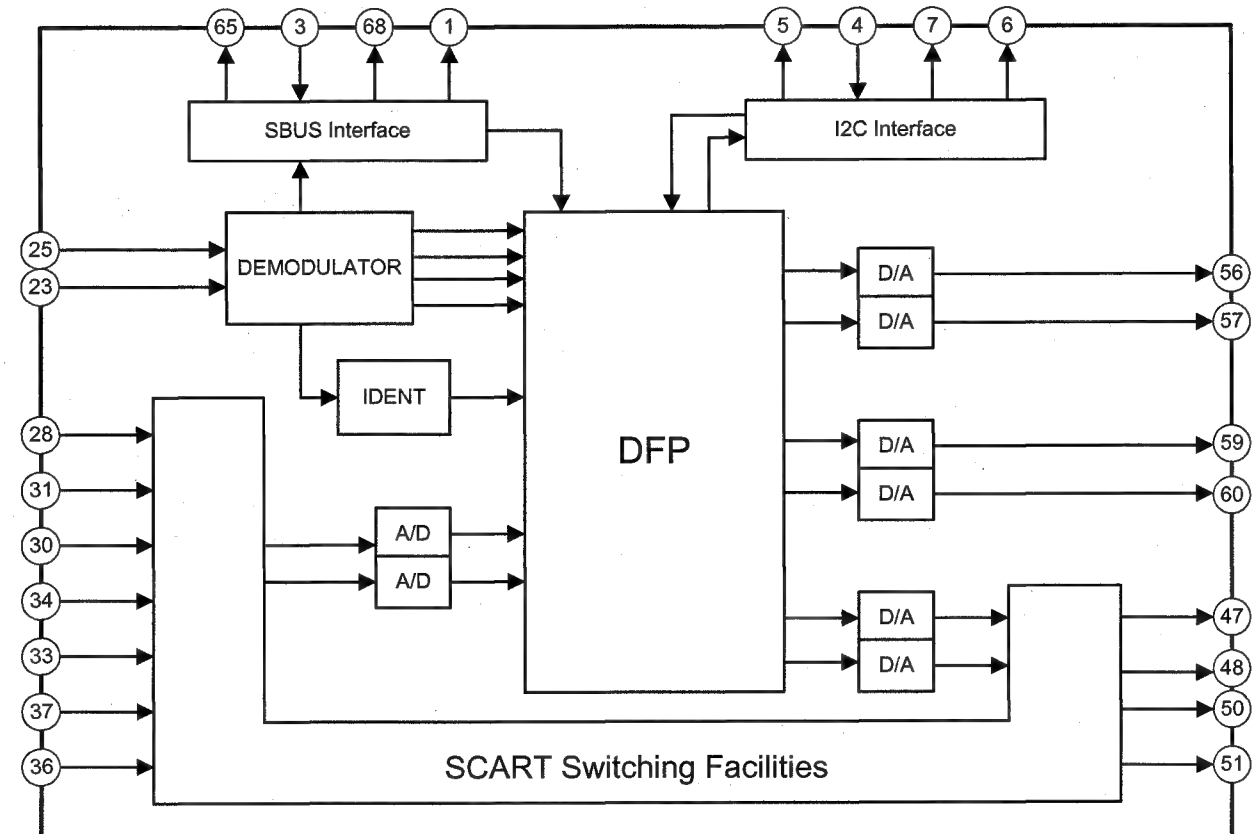 65 3 68 1 5 4 7 6
SBUS Interface
I2C Interface
25
DEMODULATOR
23
D/A
56
D/A
57
IDENT
28
DFP
D/A
59
31
D/A
60
30
A/D
A/D
34
D/A
47
33
D/A
48
37
50
36
SCART Switching Facilities
51